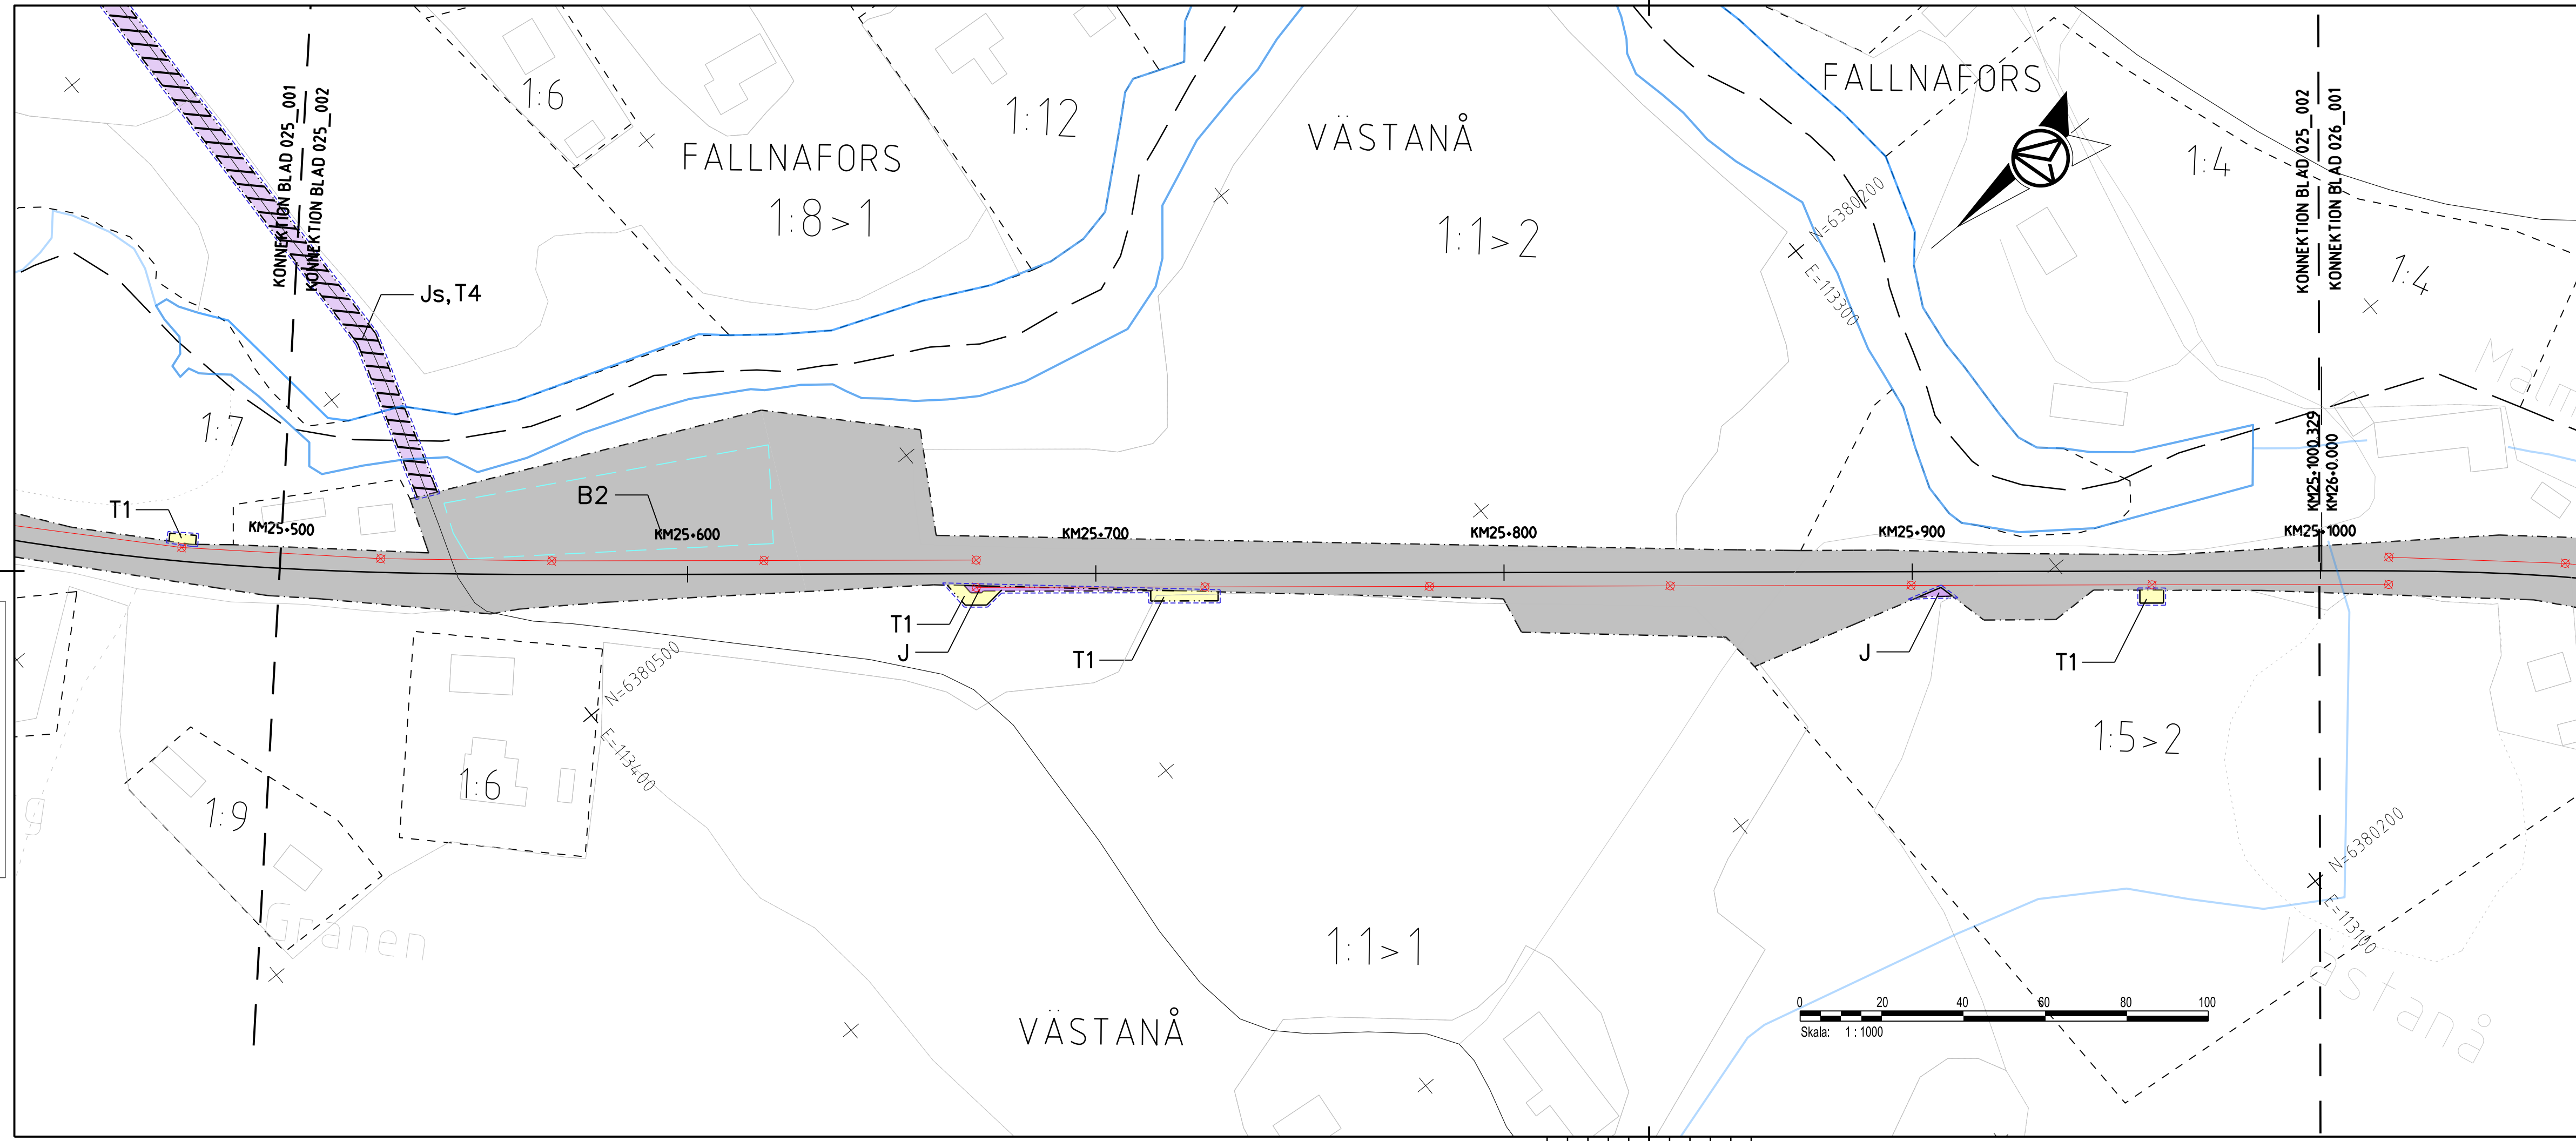 KONNEKTION BLAD 025_001
KONNEKTION BLAD 025_002
1:6
FALLNAFORS
1:8>1
1:12
VÄSTANÅ
1:1>2
FALLNAFORS
1:4
KONNEKTION BLAD 025_002
KONNEKTION BLAD 026_001
N=6380200
E=113300
1:4
Js,T4
1:7
T1
B2
KM25+500
KM25+600
KM25+700
KM25+800
KM25+900
KM25+1000
KM25+1000.329
KM26+0.000
T1
J
T1
J
T1
N=6380500
E=113400
1:6
1:9
Granen
1:5>2
1:1>1
VÄSTANÅ
N=6380200
E=113100
Västanå
0 20 40 60 80 100
Skala: 1:1000